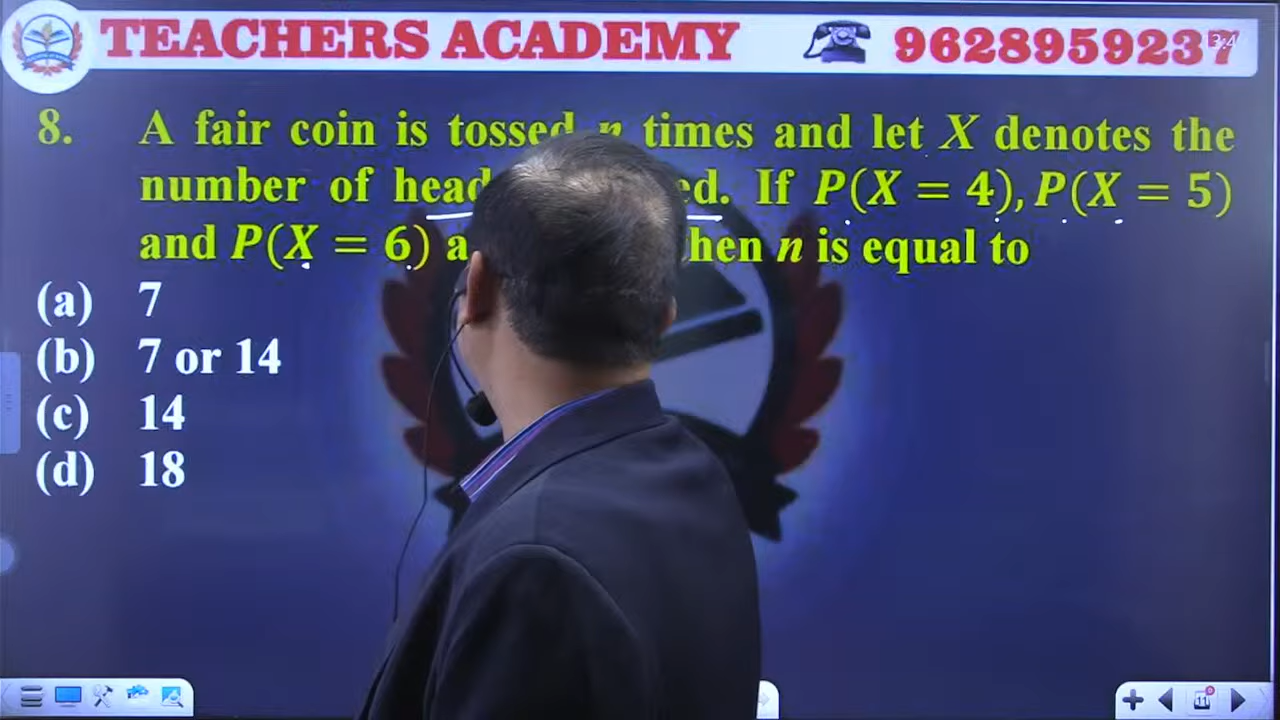 TEACHERS ACADEMY 9628959237
8. A fair coin is tossed n times and let X denotes the
number of head ed. If P(X = 4), P(X = 5)
and P(X = 6) a hen n is equal to
(a) 7
(b) 7 or 14
(c) 14
(d) 18